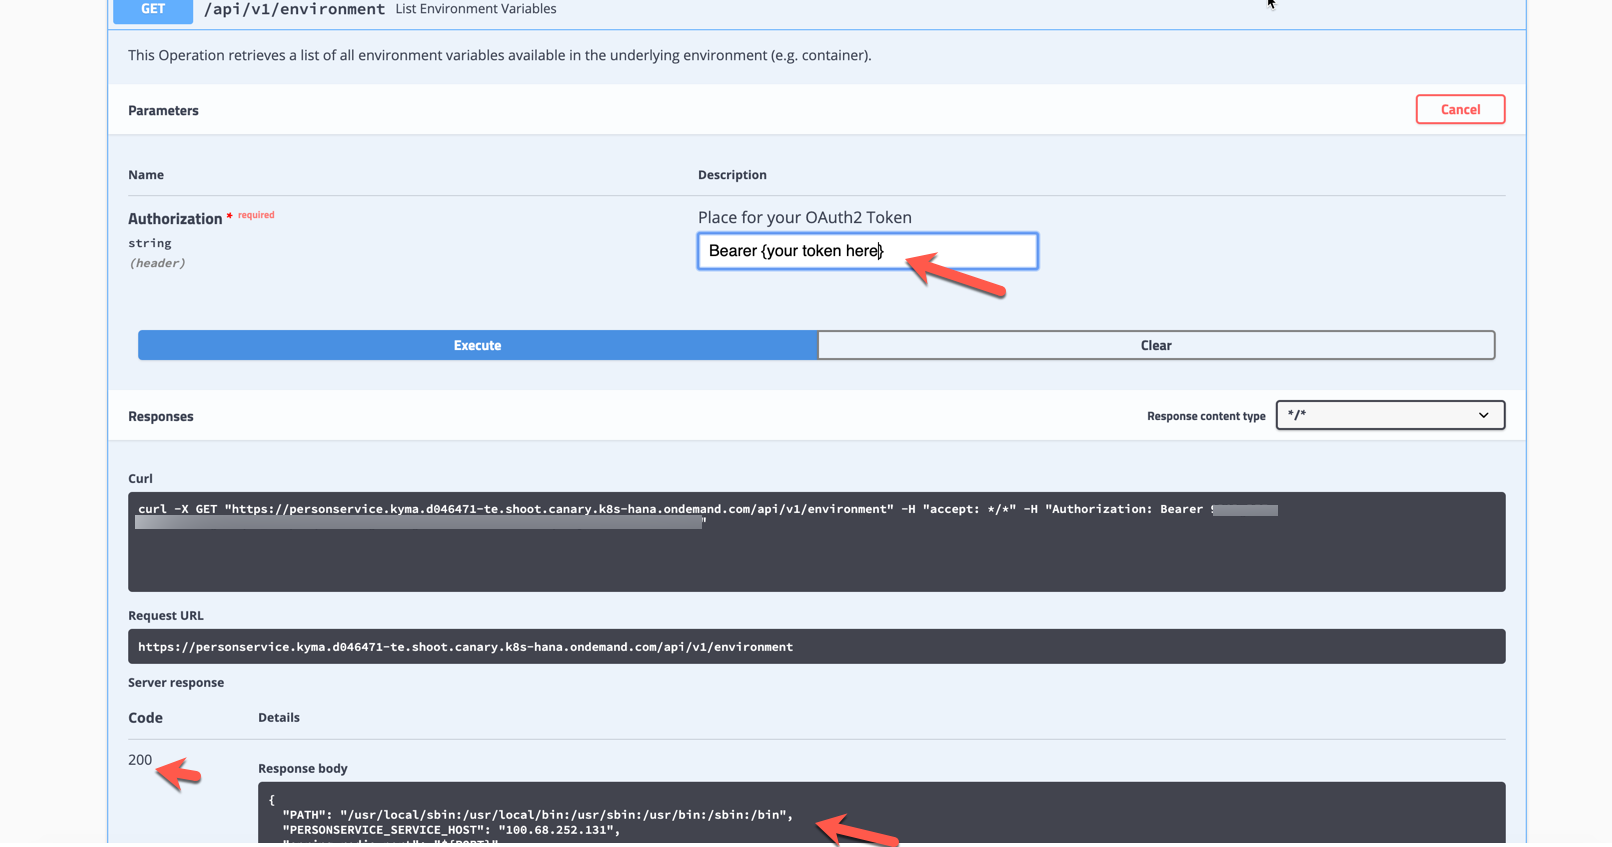 GET /api/v1/environment List Environment Variables
This Operation retrieves a list of all environment variables available in the underlying environment (e.g. container).
Parameters
Cancel
Name Description
Authorization * required
Place for your OAuth2 Token
string
(header)
Bearer {your token here}
Execute Clear
Responses
Response content type */*
Curl
curl -X GET "https://personservice.kyma.d046471-te.shoot.canary.k8s-hana.ondemand.com/api/v1/environment" -H "accept: */*" -H "Authorization: Bearer
"
Request URL
https://personservice.kyma.d046471-te.shoot.canary.k8s-hana.ondemand.com/api/v1/environment
Server response
Code Details
200
Response body
{
"PATH": "/usr/local/sbin:/usr/local/bin:/usr/sbin:/usr/bin:/sbin:/bin",
"PERSONSERVICE_SERVICE_HOST": "100.68.252.131",